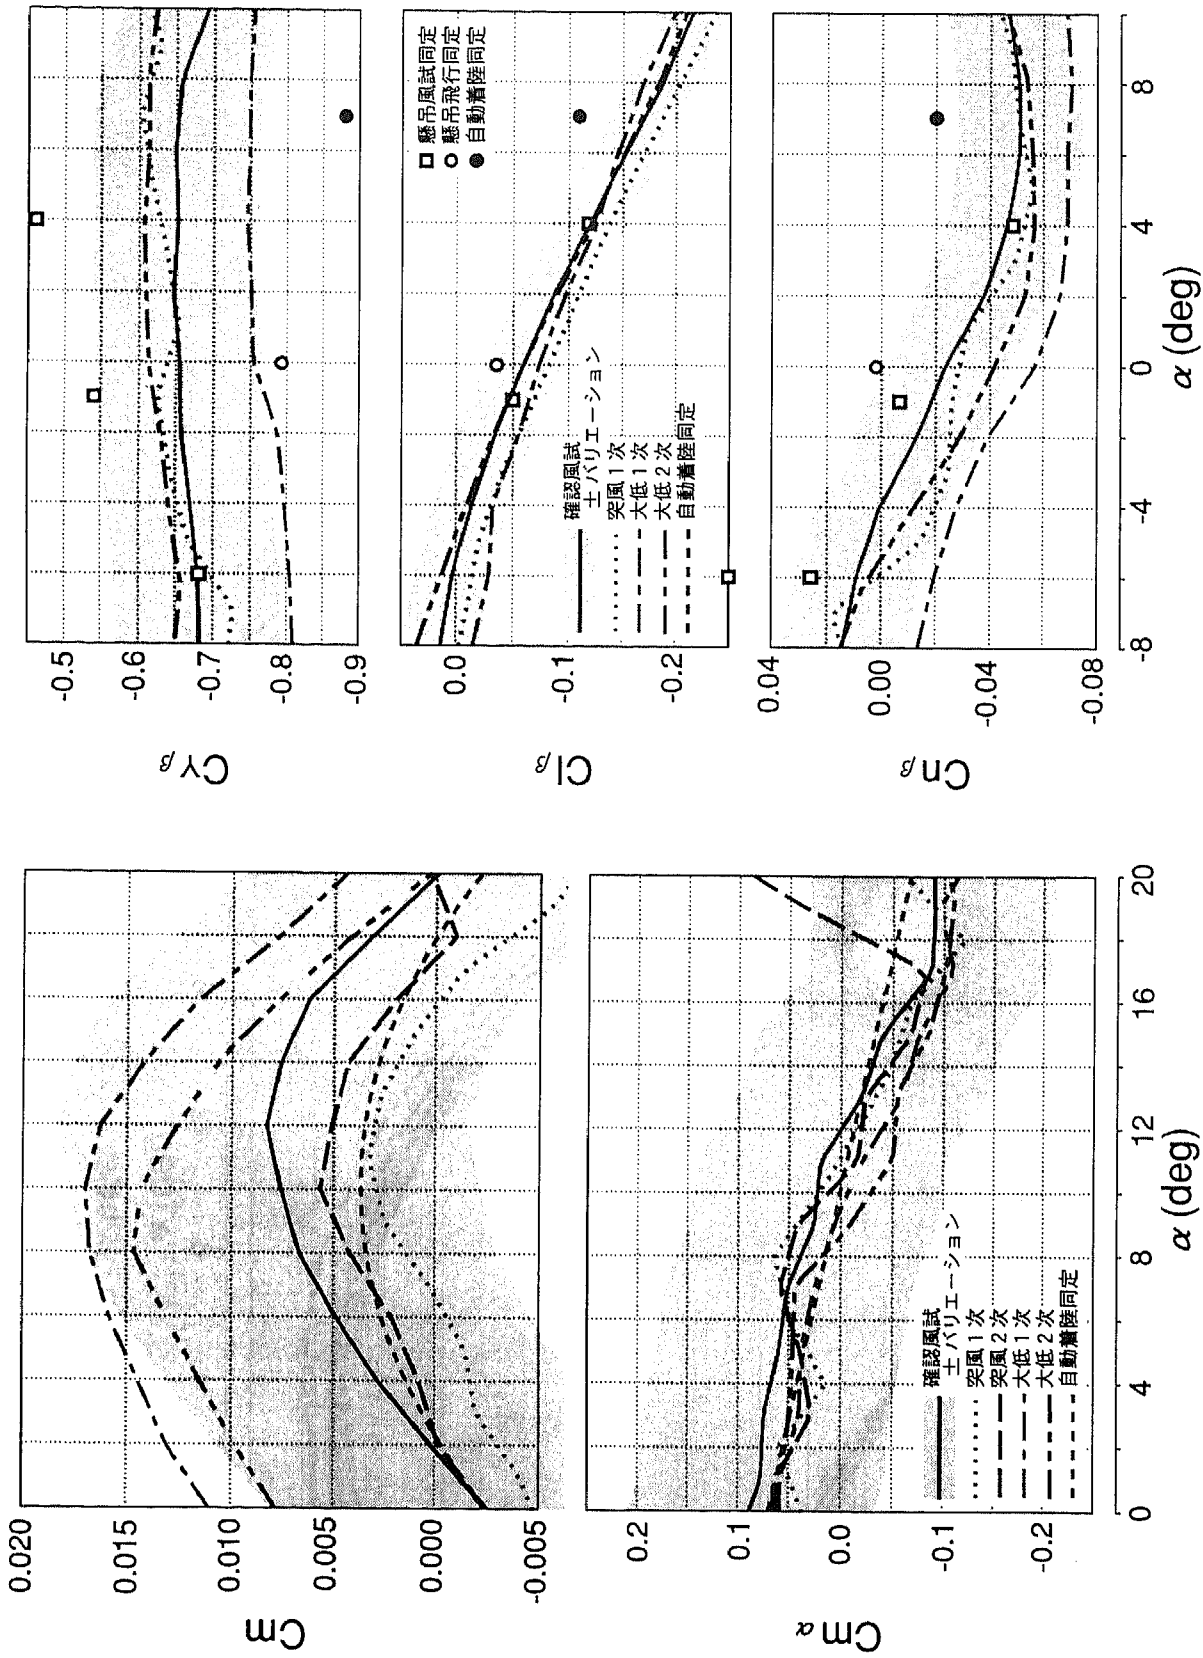 0.020
0.015
0.010
0.005
0.000
-0.005
Cm
0.2
0.1
0.0
-0.1
-0.2
Cmα
確認風試
±バリエーション
突風1次
突風2次
大低1次
大低2次
自動着陸同定
0 4 8 12 16 20
α (deg)
-0.5
-0.6
-0.7
-0.8
-0.9
CYβ
0.0
-0.1
-0.2
Clβ
懸吊風試同定
懸吊飛行同定
自動着陸同定
確認風試
±バリエーション
突風1次
大低1次
大低2次
自動着陸同定
0.04
0.00
-0.04
-0.08
Cnβ
-8 -4 0 4 8
α (deg)